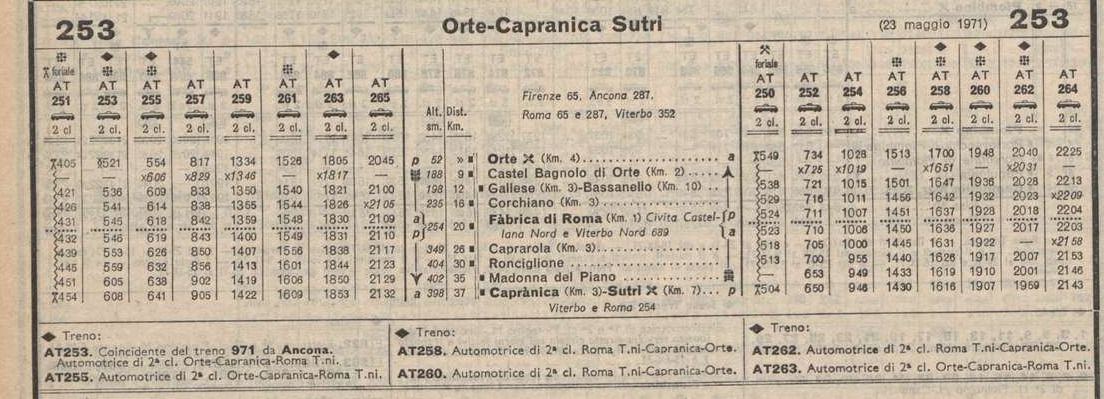 253 Orte-Capranica Sutri (23 maggio 1971) 253
feriale feriale
AT AT AT AT AT AT AT AT Firenze 65, Ancona 287, AT AT AT AT AT AT AT AT
251 253 255 257 259 261 263 265 Roma 65 e 287, Viterbo 352 250 252 254 256 258 260 262 264
Alt. Dist.
2 cl. 2 cl. 2 cl. 2 cl. 2 cl. 2 cl. 2 cl. 2 cl. sm. Km. 2 cl. 2 cl. 2 cl. 2 cl. 2 cl. 2 cl. 2 cl. 2 cl.
405 521 554 817 1334 1526 1805 2045 p 52 » Orte (Km. 4) a 549 734 1028 1513 1700 1948 2040 2225
— x606 x829 x1346 — x1817 — 188 9 Castel Bagnolo di Orte (Km. 2) x725 x1019 — x1651 — x2031 —
421 536 609 833 1350 1540 1821 2100 198 12 Gallese (Km. 3)-Bassanello (Km. 10) 538 721 1015 1501 1647 1936 2028 2213
426 541 614 838 1355 1544 1826 x2105 235 16 Corchiano (Km. 3) 529 716 1011 1456 1642 1932 2023 x2209
431 545 618 842 1359 1548 1830 2109 a 254 20 Fàbrica di Roma (Km. 1) Civita Castel- p 524 711 1007 1451 1637 1928 2018 2204
432 546 619 843 1400 1549 1831 2110 p lana Nord e Viterbo Nord 689 a 523 710 1006 1450 1636 1927 2017 2203
439 553 626 850 1407 1556 1838 2117 349 26 Caprarola (Km. 3) 518 705 1000 1445 1631 1922 — x2158
445 559 632 856 1413 1601 1844 2123 404 30 Ronciglione 513 700 955 1440 1626 1917 2007 2153
451 605 638 902 1419 1606 1850 2129 402 35 Madonna del Piano — 653 949 1433 1619 1910 2001 2146
454 608 641 905 1422 1609 1853 2132 a 398 37 Caprànica (Km. 3)-Sutri (Km. 7) p 504 650 946 1430 1616 1907 1959 2143
Viterbo e Roma 254
◆ Treno:
AT253. Coincidente del treno 971 da Ancona.
Automotrice di 2ª cl. Orte-Capranica-Roma T.ni.
AT255. Automotrice di 2ª cl. Orte-Capranica-Roma T.ni.
◆ Treno:
AT258. Automotrice di 2ª cl. Roma T.ni-Capranica-Orte.
AT260. Automotrice di 2ª cl. Roma T.ni-Capranica-Orte.
◆ Treno:
AT262. Automotrice di 2ª cl. Roma T.ni-Capranica-Orte.
AT263. Automotrice di 2ª cl. Orte-Capranica-Roma T.ni.